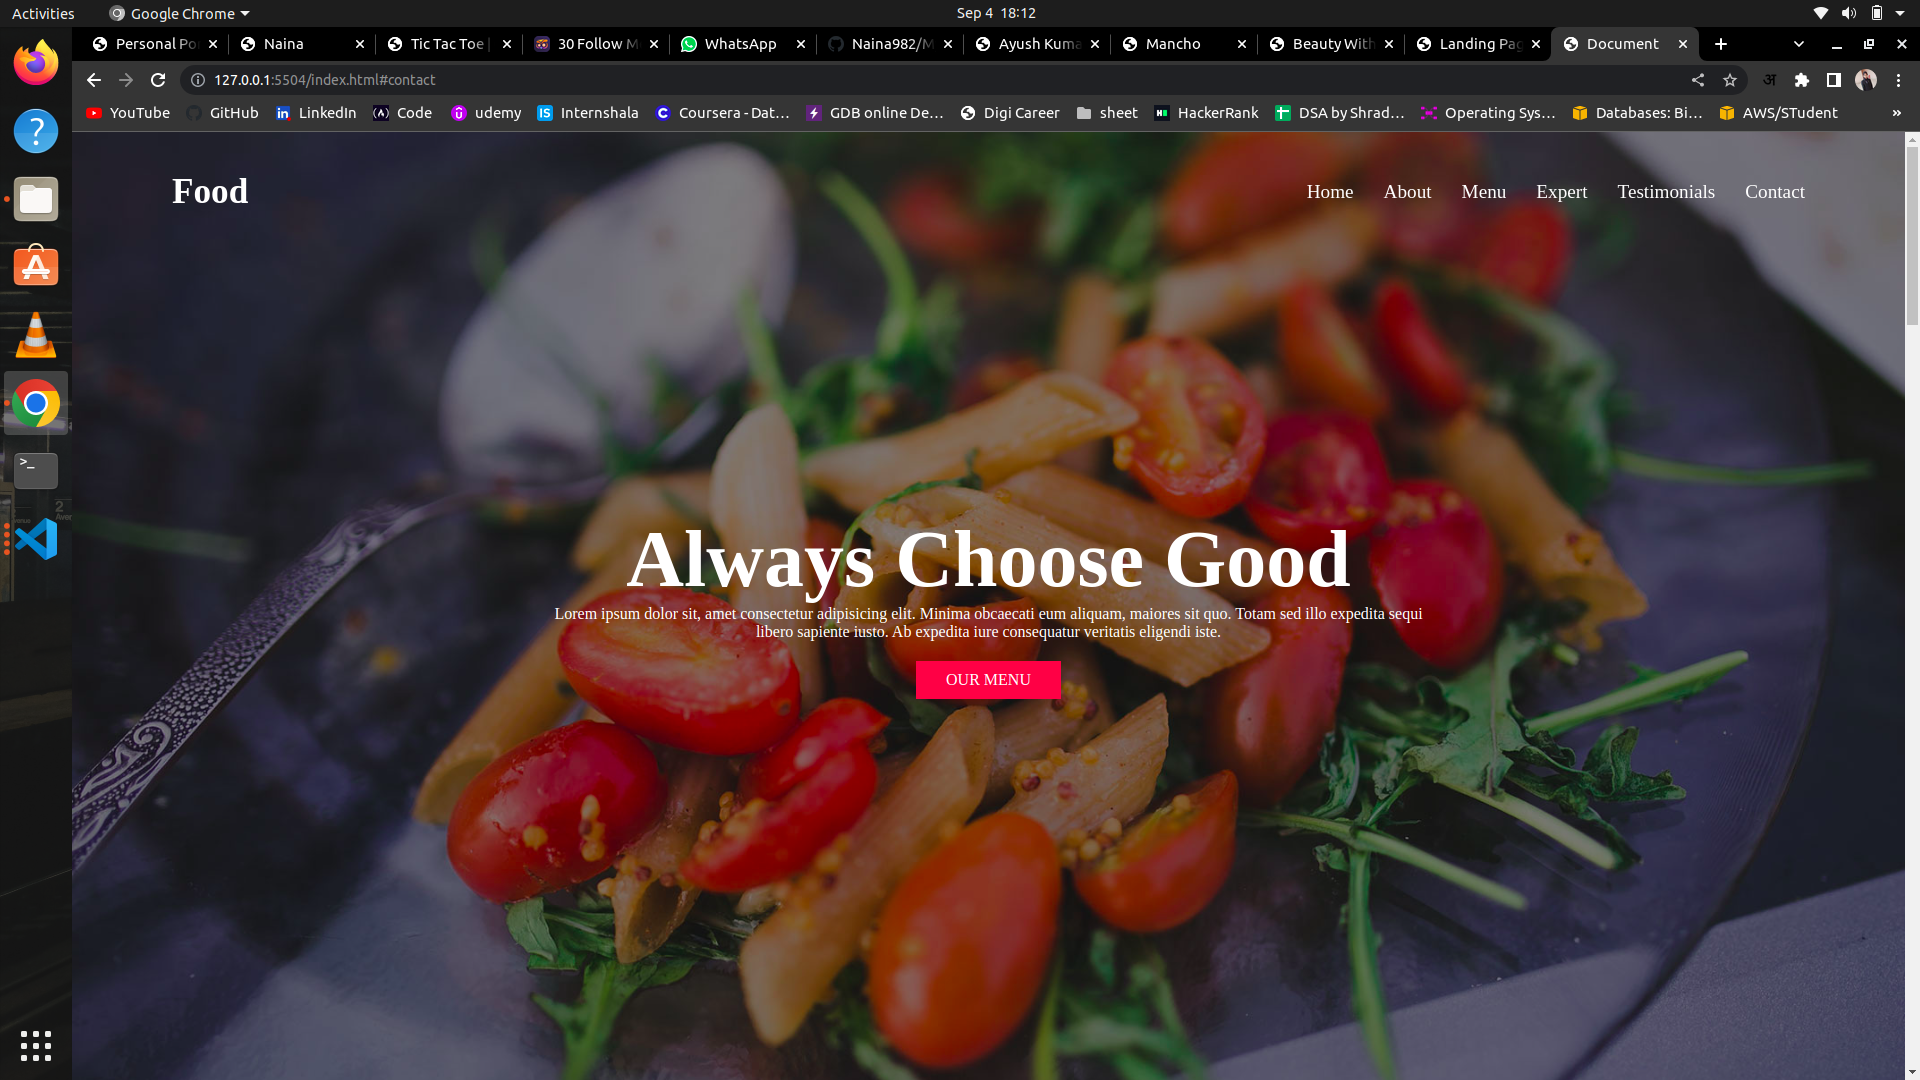 Activities
Google Chrome
Sep 4 18:12
Personal Po
Naina
Tic Tac Toe |
30 Follow M
WhatsApp
Naina982/M
Ayush Kuma
Mancho
Beauty With
Landing Pag
Document
127.0.0.1:5504/index.html#contact
अ
YouTube
GitHub
LinkedIn
Code
udemy
Internshala
Coursera - Dat…
GDB online De…
Digi Career
sheet
HackerRank
DSA by Shrad…
Operating Sys…
Databases: Bi…
AWS/STudent
»
Food
Home
About
Menu
Expert
Testimonials
Contact
Always Choose Good
Lorem ipsum dolor sit, amet consectetur adipisicing elit. Minima obcaecati eum aliquam, maiores sit quo. Totam sed illo expedita sequi
libero sapiente iusto. Ab expedita iure consequatur veritatis eligendi iste.
OUR MENU